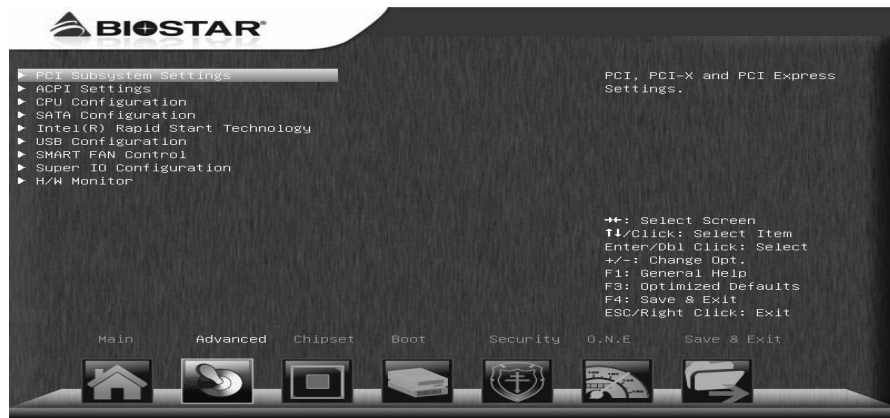 BIOSTAR®
► PCI Subsystem Settings
► ACPI Settings
► CPU Configuration
► SATA Configuration
► Intel(R) Rapid Start Technology
► USB Configuration
► SMART FAN Control
► Super IO Configuration
► H/W Monitor
PCI, PCI-X and PCI Express
Settings.
→←: Select Screen
↑↓/Click: Select Item
Enter/Dbl Click: Select
+/-: Change Opt.
F1: General Help
F3: Optimized Defaults
F4: Save & Exit
ESC/Right Click: Exit
Main Advanced Chipset Boot Security O.N.E Save & Exit